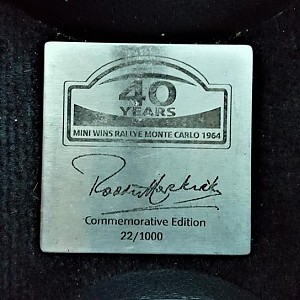 40
YEARS
MINI WINS RALLYE MONTE CARLO 1964
Commemorative Edition
22/1000